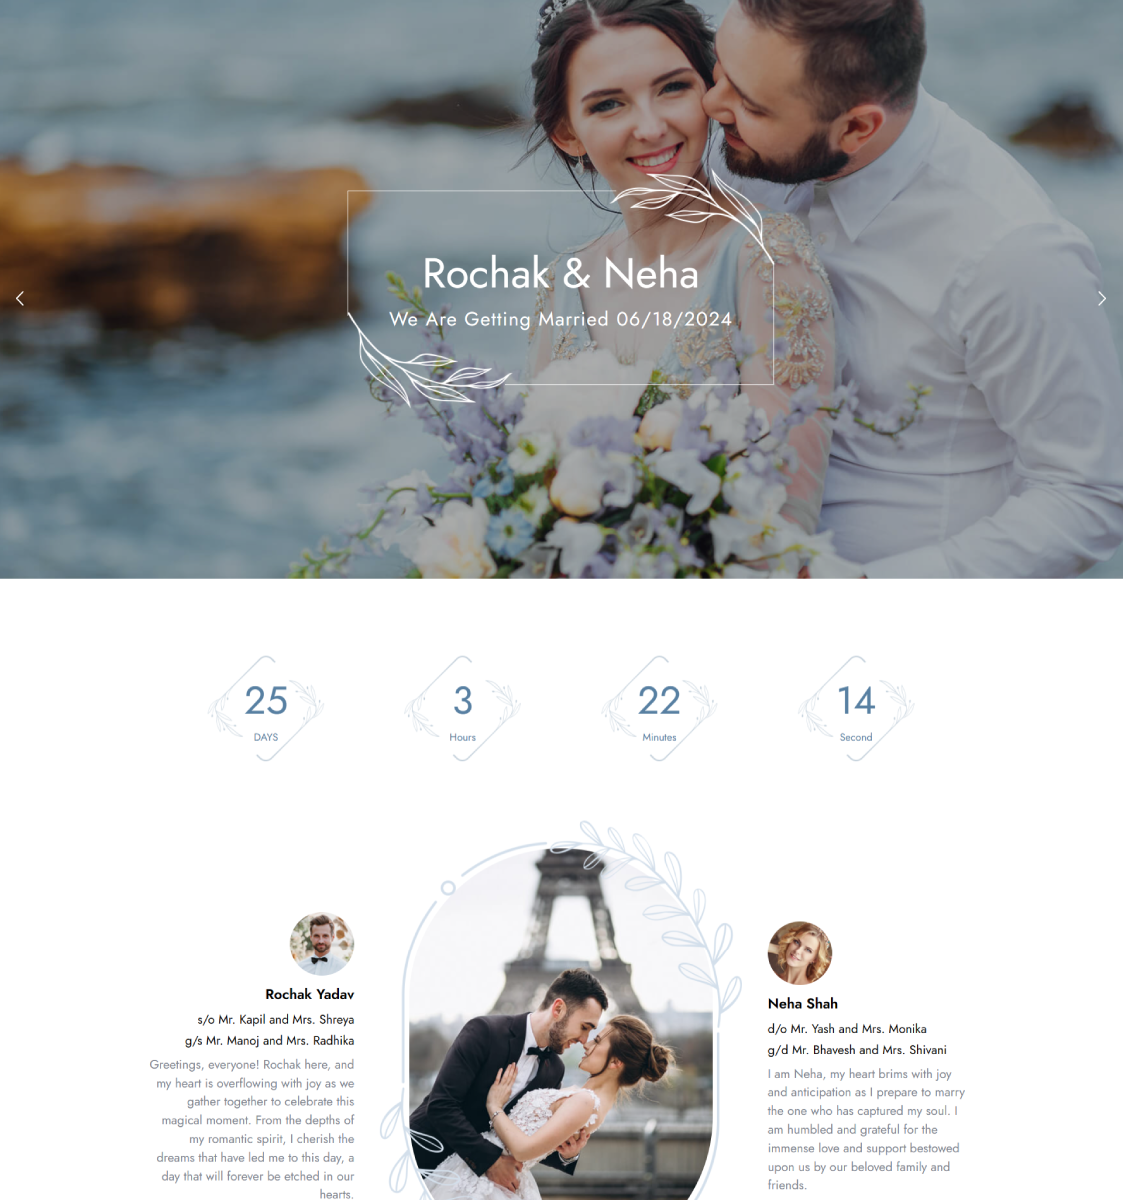 Rochak & Neha
We Are Getting Married 06/18/2024
25
DAYS
3
Hours
22
Minutes
14
Second
Rochak Yadav
s/o Mr. Kapil and Mrs. Shreya
g/s Mr. Manoj and Mrs. Radhika
Greetings, everyone! Rochak here, and
my heart is overflowing with joy as we
gather together to celebrate this
magical moment. From the depths of
my romantic spirit, I cherish the
dreams that have led me to this day, a
day that will forever be etched in our
hearts.
Neha Shah
d/o Mr. Yash and Mrs. Monika
g/d Mr. Bhavesh and Mrs. Shivani
I am Neha, my heart brims with joy
and anticipation as I prepare to marry
the one who has captured my soul. I
am humbled and grateful for the
immense love and support bestowed
upon us by our beloved family and
friends.